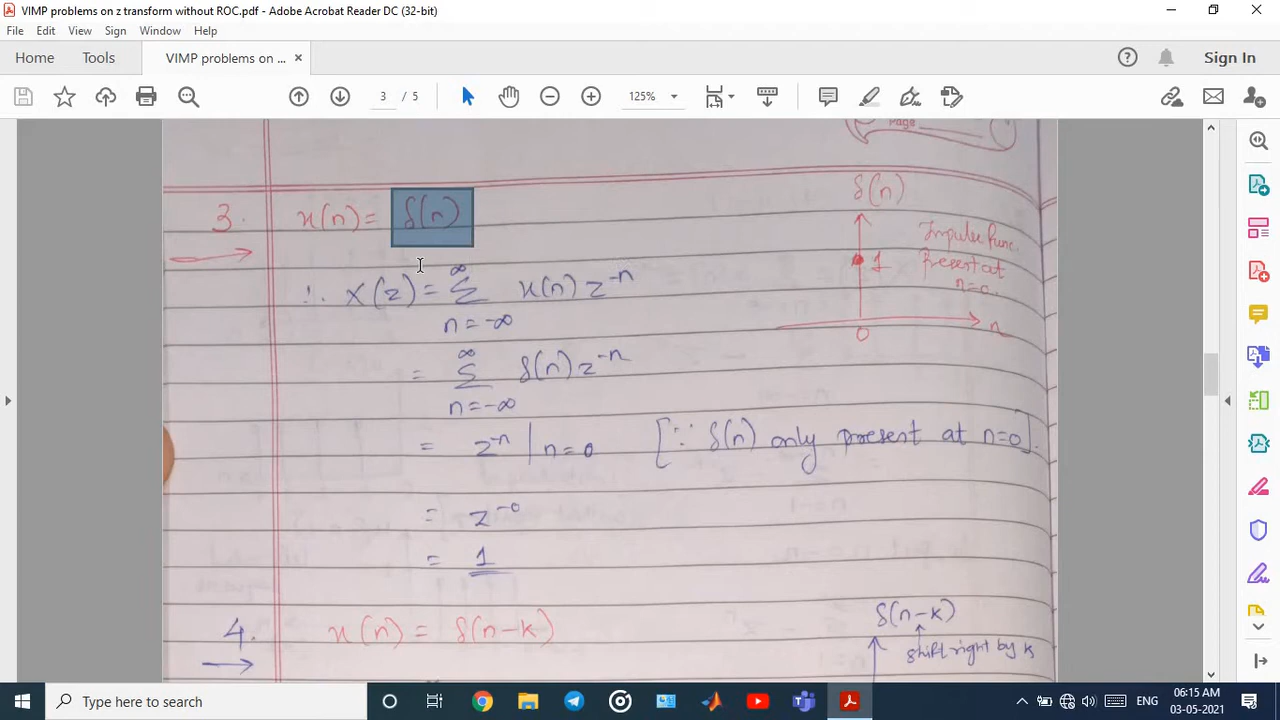 VIMP problems on z transform without ROC.pdf - Adobe Acrobat Reader DC (32-bit)
File Edit View Sign Window Help
Home Tools VIMP problems on ... × Sign In
3 / 5 125%
Page
3. x(n) = δ(n)
δ(n)
1
Impulse func.
Present at
n=0.
0 n
∴ X(z) = ∑ x(n) z^-n
∞
n = -∞
= ∑ δ(n) z^-n
∞
n = -∞
= z^-n | n=0 [∵ δ(n) only present at n=0].
= z^-0
= 1
4. x(n) = δ(n-k)
δ(n-k)
shift right by k
Type here to search
ENG
06:15 AM
03-05-2021